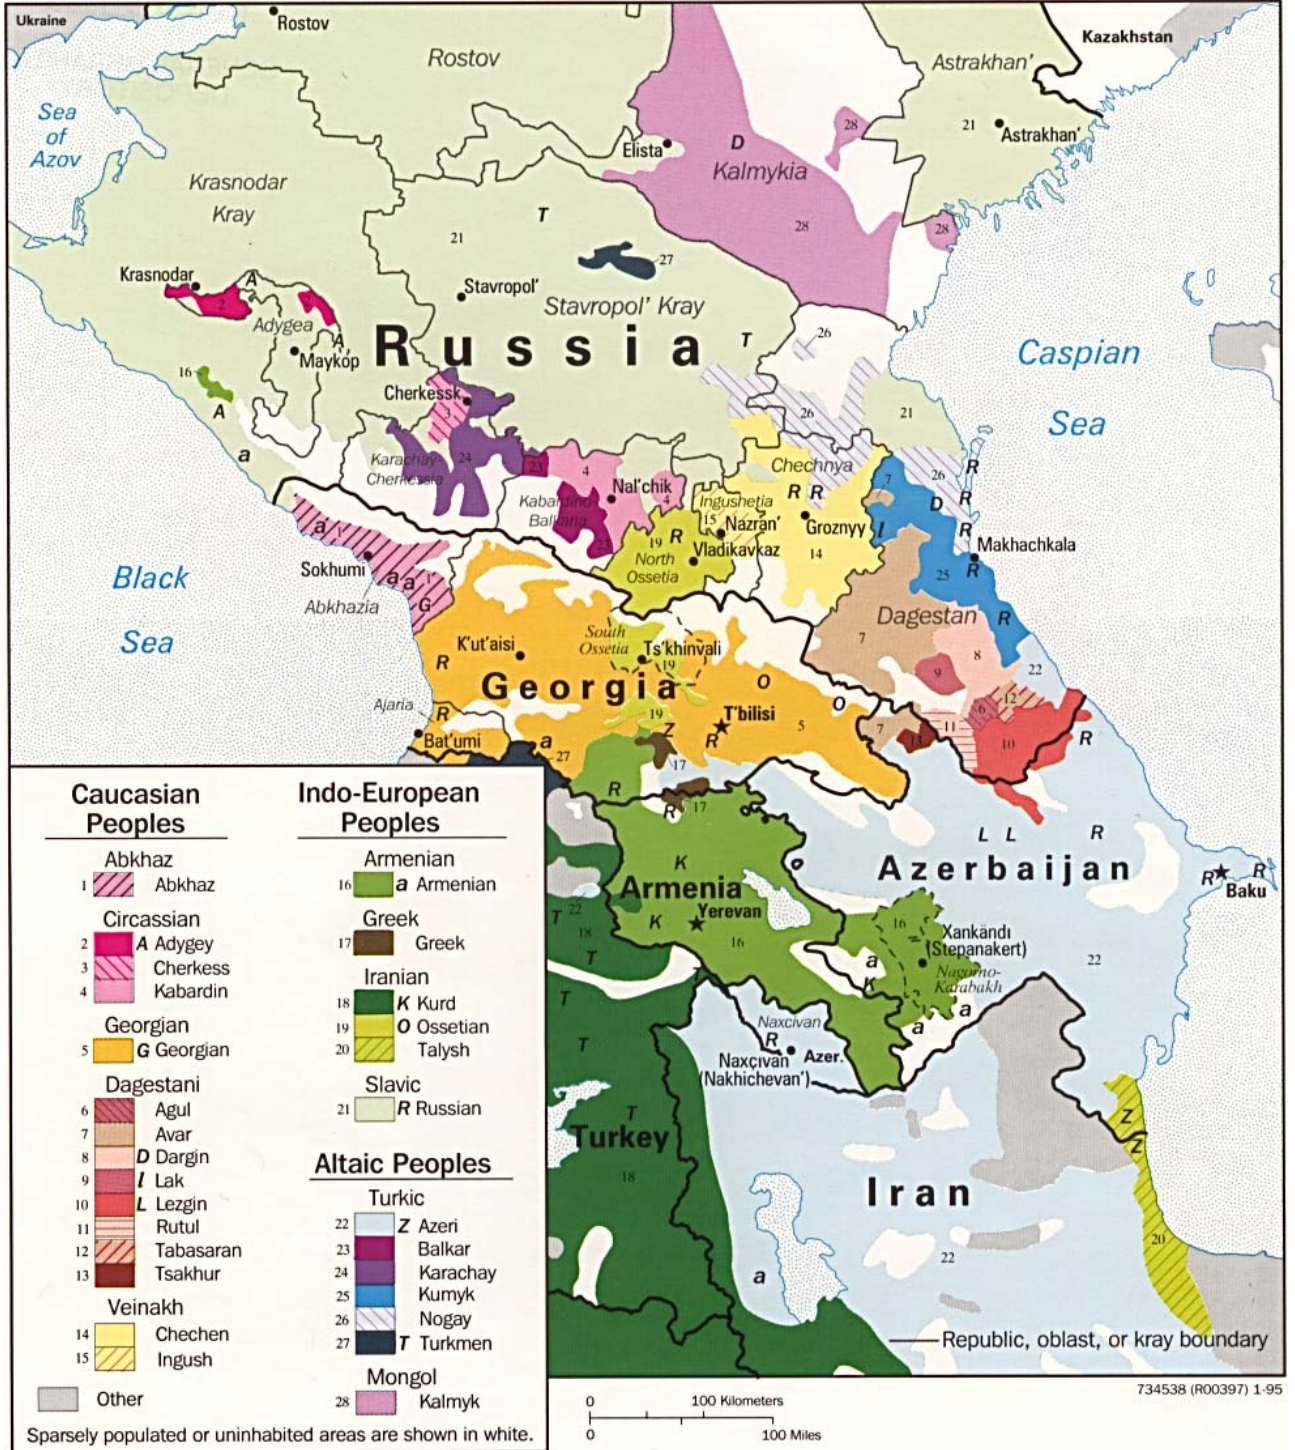 Ukraine
Rostov
Rostov
Kazakhstan
Astrakhan'
21
Astrakhan'
Sea
of
Azov
Elista
D
Kalmykia
28
28
28
Krasnodar
Kray
T
21
27
Stavropol'
Stavropol' Kray
Krasnodar
A
2
2
Adygea
A
Maykop
Russia
T
26
26
21
Caspian
Sea
16
A
a
Cherkessk
3
Karachay-
Cherkessia
24
23
4
Kabardino-
Balkaria
23
Nal'chik
4
Ingushetia
15
Nazran'
Chechnya
R R
Groznyy
14
7
26
D
R
R
R
l
Makhachkala
R
25
19
R
Vladikavkaz
North
Ossetia
Black
Sea
a
1
Sokhumi
a
a
1
G
Abkhazia
Dagestan
R
7
8
9
22
6
12
11
10
R
7
13
K'ut'aisi
R
South
Ossetia
Ts'khinvali
19
Georgia
O
O
19
Z
T'bilisi
R
5
17
Ajaria
R
Bat'umi
a
27
R
R
17
L L
R
Azerbaijan
R
R
Baku
K
Armenia
Yerevan
K
16
22
T
18
T
16
Xankändı
(Stepanakert)
Nagorno-
Karabakh
a
K
a
a
22
T
T
T
Naxcivan
R
Naxçıvan
(Nakhichevan')
Azer.
T
Turkey
18
Z
Z
Iran
20
22
a
Republic, oblast, or kray boundary
Caucasian
Peoples
Abkhaz
1 Abkhaz
Circassian
2 A Adygey
3 Cherkess
4 Kabardin
Georgian
5 G Georgian
Dagestani
6 Agul
7 Avar
8 D Dargin
9 l Lak
10 L Lezgin
11 Rutul
12 Tabasaran
13 Tsakhur
Veinakh
14 Chechen
15 Ingush
Other
Indo-European
Peoples
Armenian
16 a Armenian
Greek
17 Greek
Iranian
18 K Kurd
19 O Ossetian
20 Talysh
Slavic
21 R Russian
Altaic Peoples
Turkic
22 Z Azeri
23 Balkar
24 Karachay
25 Kumyk
26 Nogay
27 T Turkmen
Mongol
28 Kalmyk
Sparsely populated or uninhabited areas are shown in white.
0 100 Kilometers
0 100 Miles
734538 (R00397) 1-95